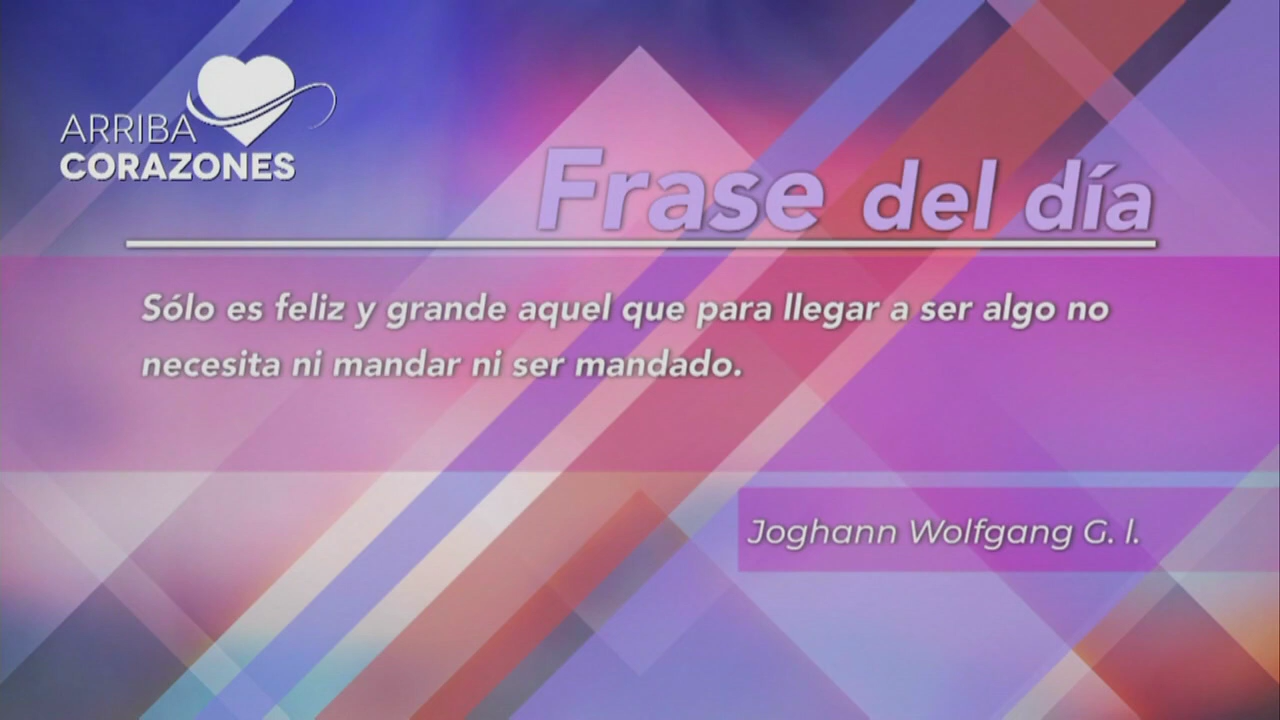 ARRIBA
CORAZONES
Frase del día
Sólo es feliz y grande aquel que para llegar a ser algo no
necesita ni mandar ni ser mandado.
Joghann Wolfgang G. l.